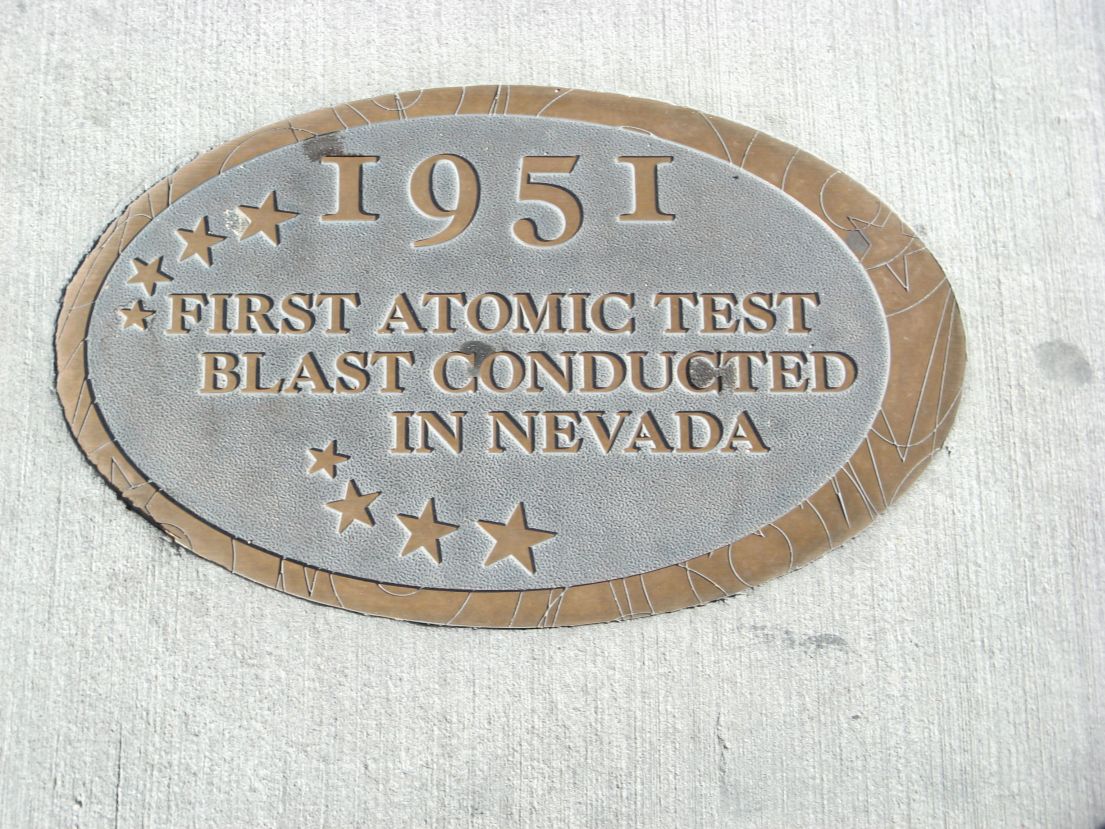 1951
FIRST ATOMIC TEST
BLAST CONDUCTED
IN NEVADA